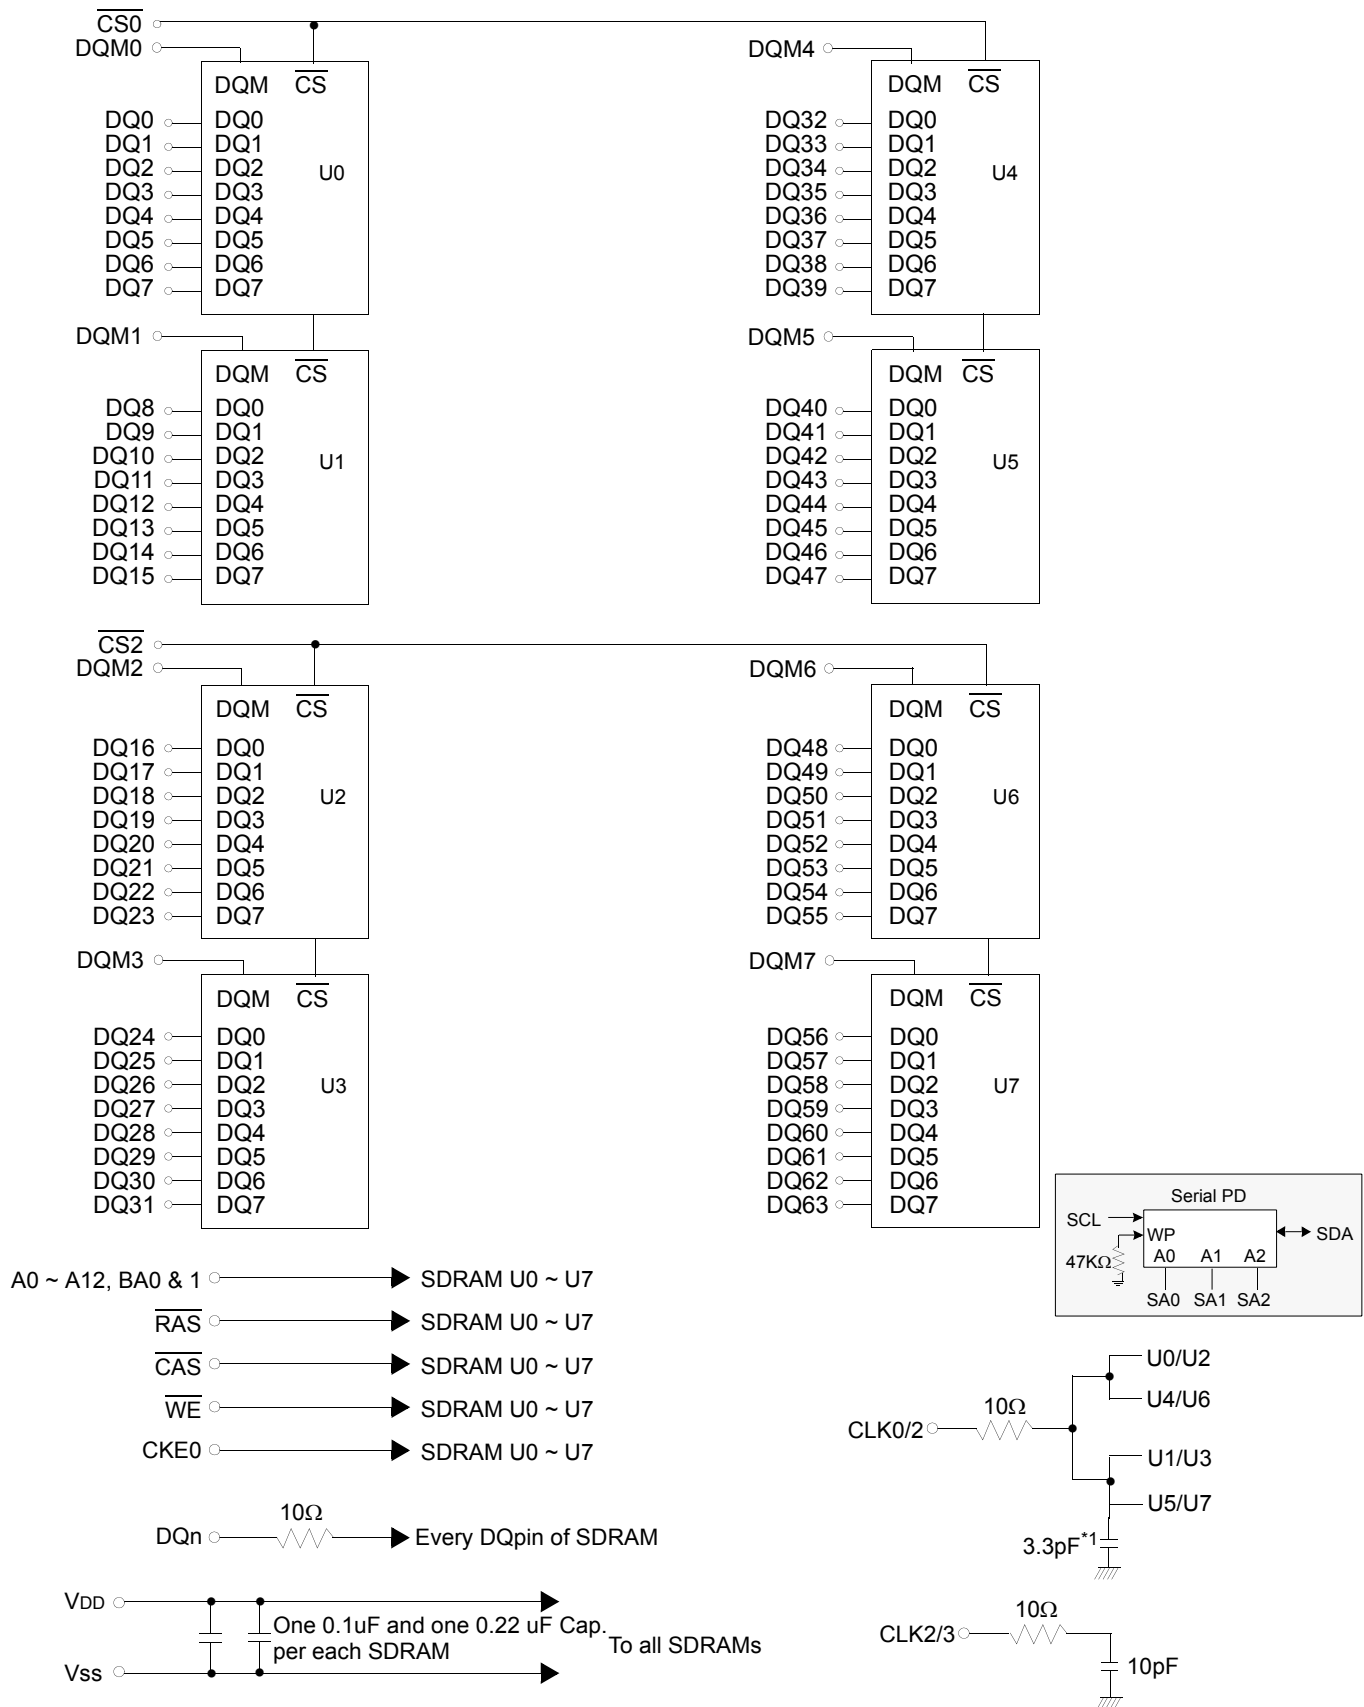 CS0
DQM0
DQM CS
DQ0 DQ0
DQ1 DQ1
DQ2 DQ2
U0
DQ3 DQ3
DQ4 DQ4
DQ5 DQ5
DQ6 DQ6
DQ7 DQ7
DQM4
DQM CS
DQ32 DQ0
DQ33 DQ1
DQ34 DQ2
U4
DQ35 DQ3
DQ36 DQ4
DQ37 DQ5
DQ38 DQ6
DQ39 DQ7
DQM1
DQM CS
DQ8 DQ0
DQ9 DQ1
DQ10 DQ2
U1
DQ11 DQ3
DQ12 DQ4
DQ13 DQ5
DQ14 DQ6
DQ15 DQ7
DQM5
DQM CS
DQ40 DQ0
DQ41 DQ1
DQ42 DQ2
U5
DQ43 DQ3
DQ44 DQ4
DQ45 DQ5
DQ46 DQ6
DQ47 DQ7
CS2
DQM2
DQM CS
DQ16 DQ0
DQ17 DQ1
DQ18 DQ2
U2
DQ19 DQ3
DQ20 DQ4
DQ21 DQ5
DQ22 DQ6
DQ23 DQ7
DQM6
DQM CS
DQ48 DQ0
DQ49 DQ1
DQ50 DQ2
U6
DQ51 DQ3
DQ52 DQ4
DQ53 DQ5
DQ54 DQ6
DQ55 DQ7
DQM3
DQM CS
DQ24 DQ0
DQ25 DQ1
DQ26 DQ2
U3
DQ27 DQ3
DQ28 DQ4
DQ29 DQ5
DQ30 DQ6
DQ31 DQ7
DQM7
DQM CS
DQ56 DQ0
DQ57 DQ1
DQ58 DQ2
U7
DQ59 DQ3
DQ60 DQ4
DQ61 DQ5
DQ62 DQ6
DQ63 DQ7
Serial PD
SCL
WP
SDA
47KΩ
A0 A1 A2
SA0 SA1 SA2
A0 ~ A12, BA0 & 1 SDRAM U0 ~ U7
RAS SDRAM U0 ~ U7
CAS SDRAM U0 ~ U7
WE SDRAM U0 ~ U7
CKE0 SDRAM U0 ~ U7
10Ω
DQn Every DQpin of SDRAM
VDD
One 0.1uF and one 0.22 uF Cap.
per each SDRAM
To all SDRAMs
Vss
U0/U2
U4/U6
10Ω
CLK0/2
U1/U3
U5/U7
3.3pF*1
10Ω
CLK2/3
10pF